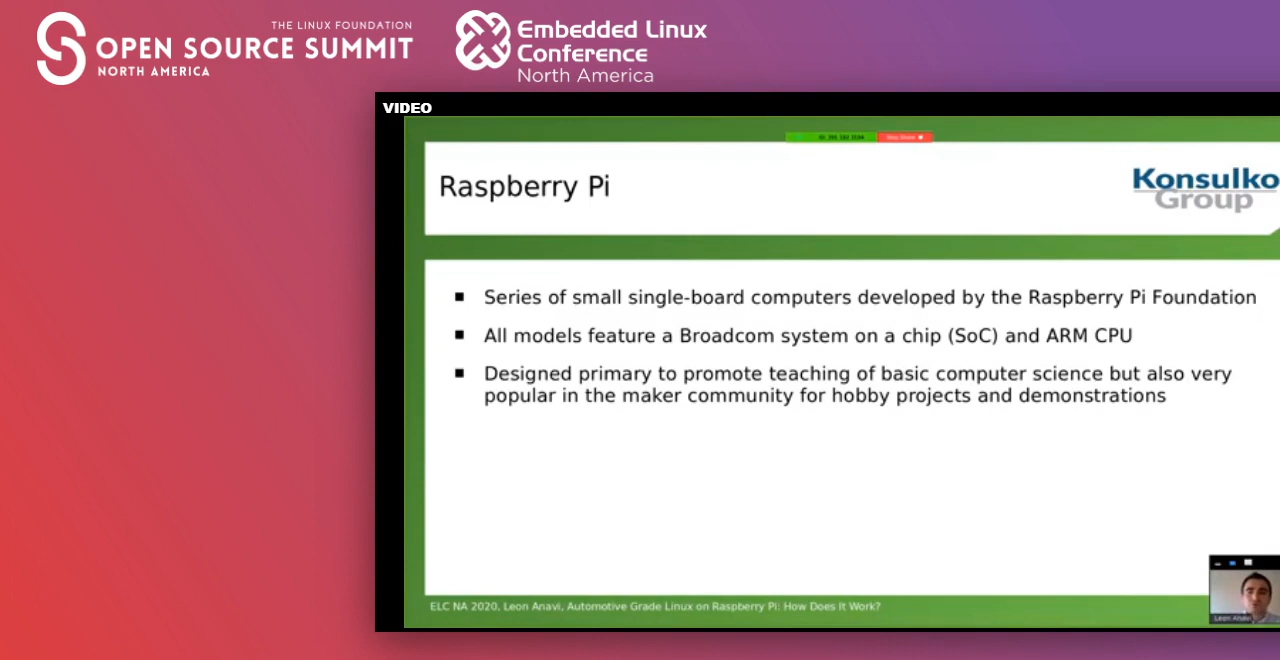 THE LINUX FOUNDATION
OPEN SOURCE SUMMIT
NORTH AMERICA
Embedded Linux
Conference
North America
VIDEO
Raspberry Pi
Konsulko
Group
■ Series of small single-board computers developed by the Raspberry Pi Foundation
■ All models feature a Broadcom system on a chip (SoC) and ARM CPU
■ Designed primary to promote teaching of basic computer science but also very
popular in the maker community for hobby projects and demonstrations
ELC NA 2020, Leon Anavi, Automotive Grade Linux on Raspberry Pi: How Does It Work?
Leon Anavi